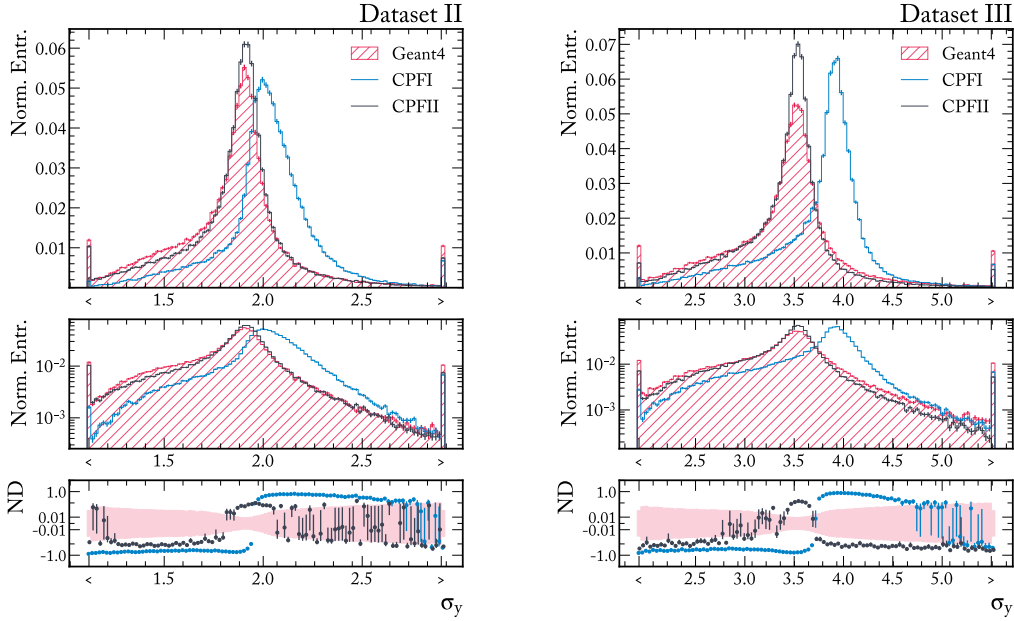 Dataset II
Norm. Entr.
0.06
0.05
0.04
0.03
0.02
0.01
Geant4
CPFI
CPFII
< 1.5 2.0 2.5 >
Norm. Entr.
10⁻²
10⁻³
< 1.5 2.0 2.5 >
ND
1.0
0.01
-0.01
-1.0
< 1.5 2.0 2.5 >
σy
Dataset III
Norm. Entr.
0.07
0.06
0.05
0.04
0.03
0.02
0.01
Geant4
CPFI
CPFII
< 2.5 3.0 3.5 4.0 4.5 5.0 >
Norm. Entr.
10⁻²
10⁻³
< 2.5 3.0 3.5 4.0 4.5 5.0 >
ND
1.0
0.01
-0.01
-1.0
< 2.5 3.0 3.5 4.0 4.5 5.0 >
σy